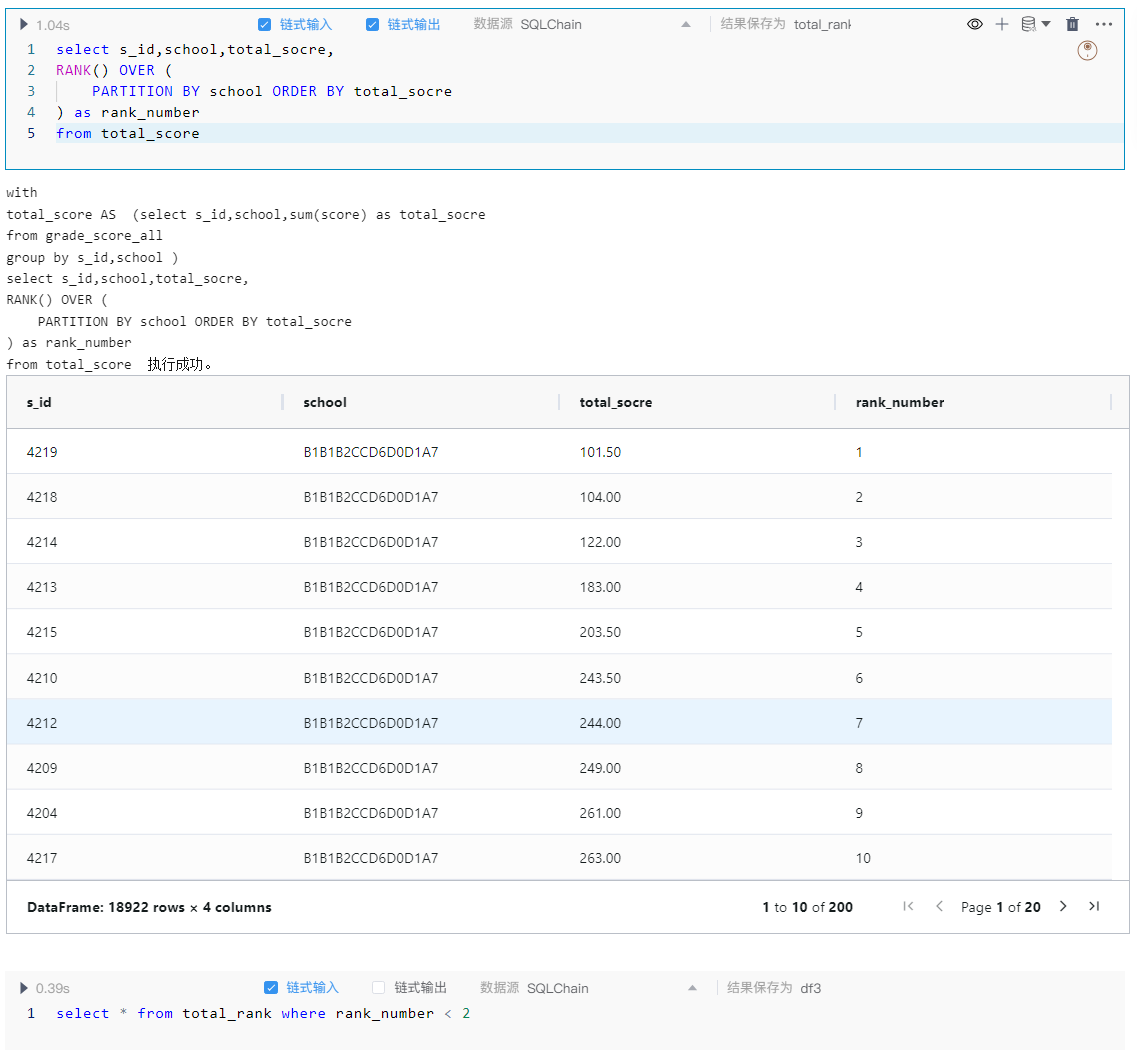 1.04s 链式输入 链式输出 数据源 SQLChain 结果保存为 total_rank
1 select s_id,school,total_socre,
2 RANK() OVER (
3 PARTITION BY school ORDER BY total_socre
4 ) as rank_number
5 from total_score
with
total_score AS (select s_id,school,sum(score) as total_socre
from grade_score_all
group by s_id,school )
select s_id,school,total_socre,
RANK() OVER (
PARTITION BY school ORDER BY total_socre
) as rank_number
from total_score 执行成功。
s_id school total_socre rank_number
4219 B1B1B2CCD6D0D1A7 101.50 1
4218 B1B1B2CCD6D0D1A7 104.00 2
4214 B1B1B2CCD6D0D1A7 122.00 3
4213 B1B1B2CCD6D0D1A7 183.00 4
4215 B1B1B2CCD6D0D1A7 203.50 5
4210 B1B1B2CCD6D0D1A7 243.50 6
4212 B1B1B2CCD6D0D1A7 244.00 7
4209 B1B1B2CCD6D0D1A7 249.00 8
4204 B1B1B2CCD6D0D1A7 261.00 9
4217 B1B1B2CCD6D0D1A7 263.00 10
DataFrame: 18922 rows × 4 columns 1 to 10 of 200 Page 1 of 20
0.39s 链式输入 链式输出 数据源 SQLChain 结果保存为 df3
1 select * from total_rank where rank_number < 2